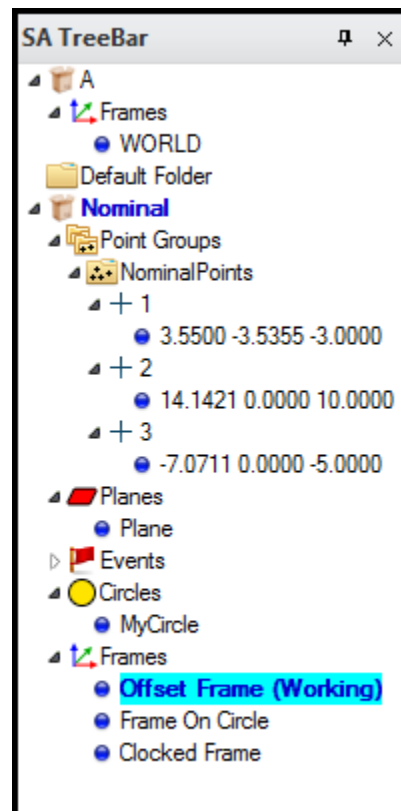 SA TreeBar
A
Frames
WORLD
Default Folder
Nominal
Point Groups
NominalPoints
1
3.5500 -3.5355 -3.0000
2
14.1421 0.0000 10.0000
3
-7.0711 0.0000 -5.0000
Planes
Plane
Events
Circles
MyCircle
Frames
Offset Frame (Working)
Frame On Circle
Clocked Frame